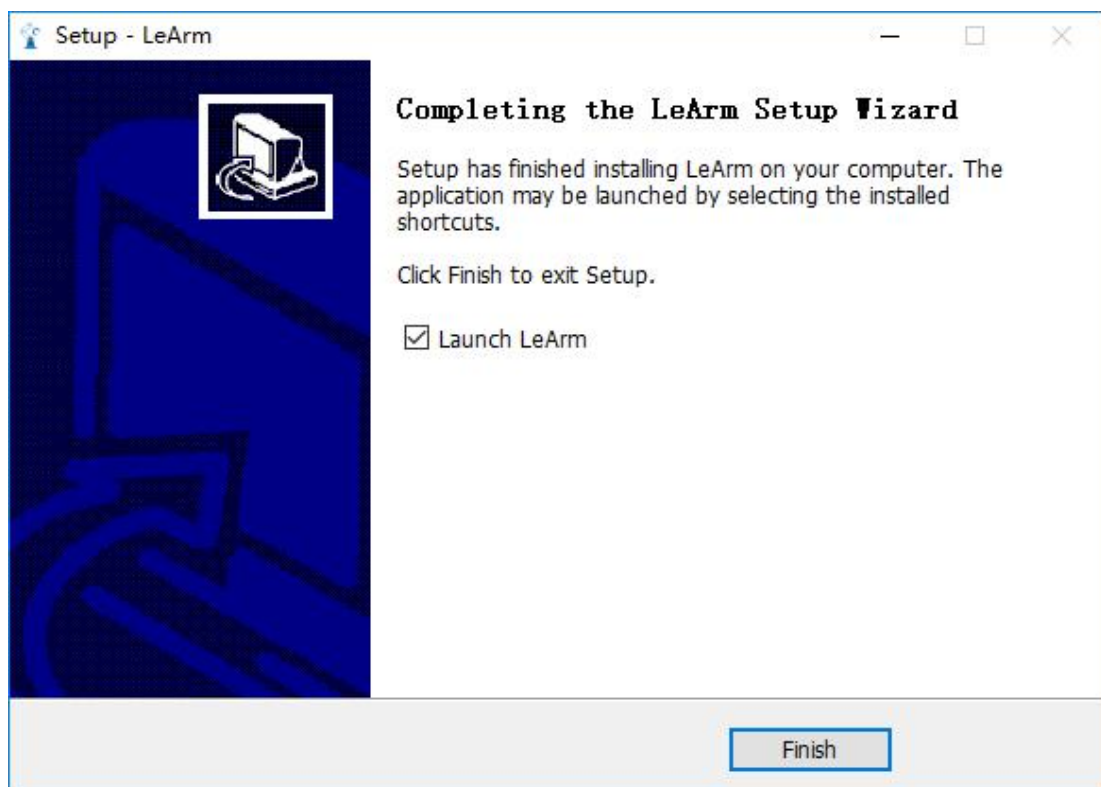 Setup - LeArm
Completing the LeArm Setup Wizard
Setup has finished installing LeArm on your computer. The
application may be launched by selecting the installed
shortcuts.
Click Finish to exit Setup.
Launch LeArm
Finish